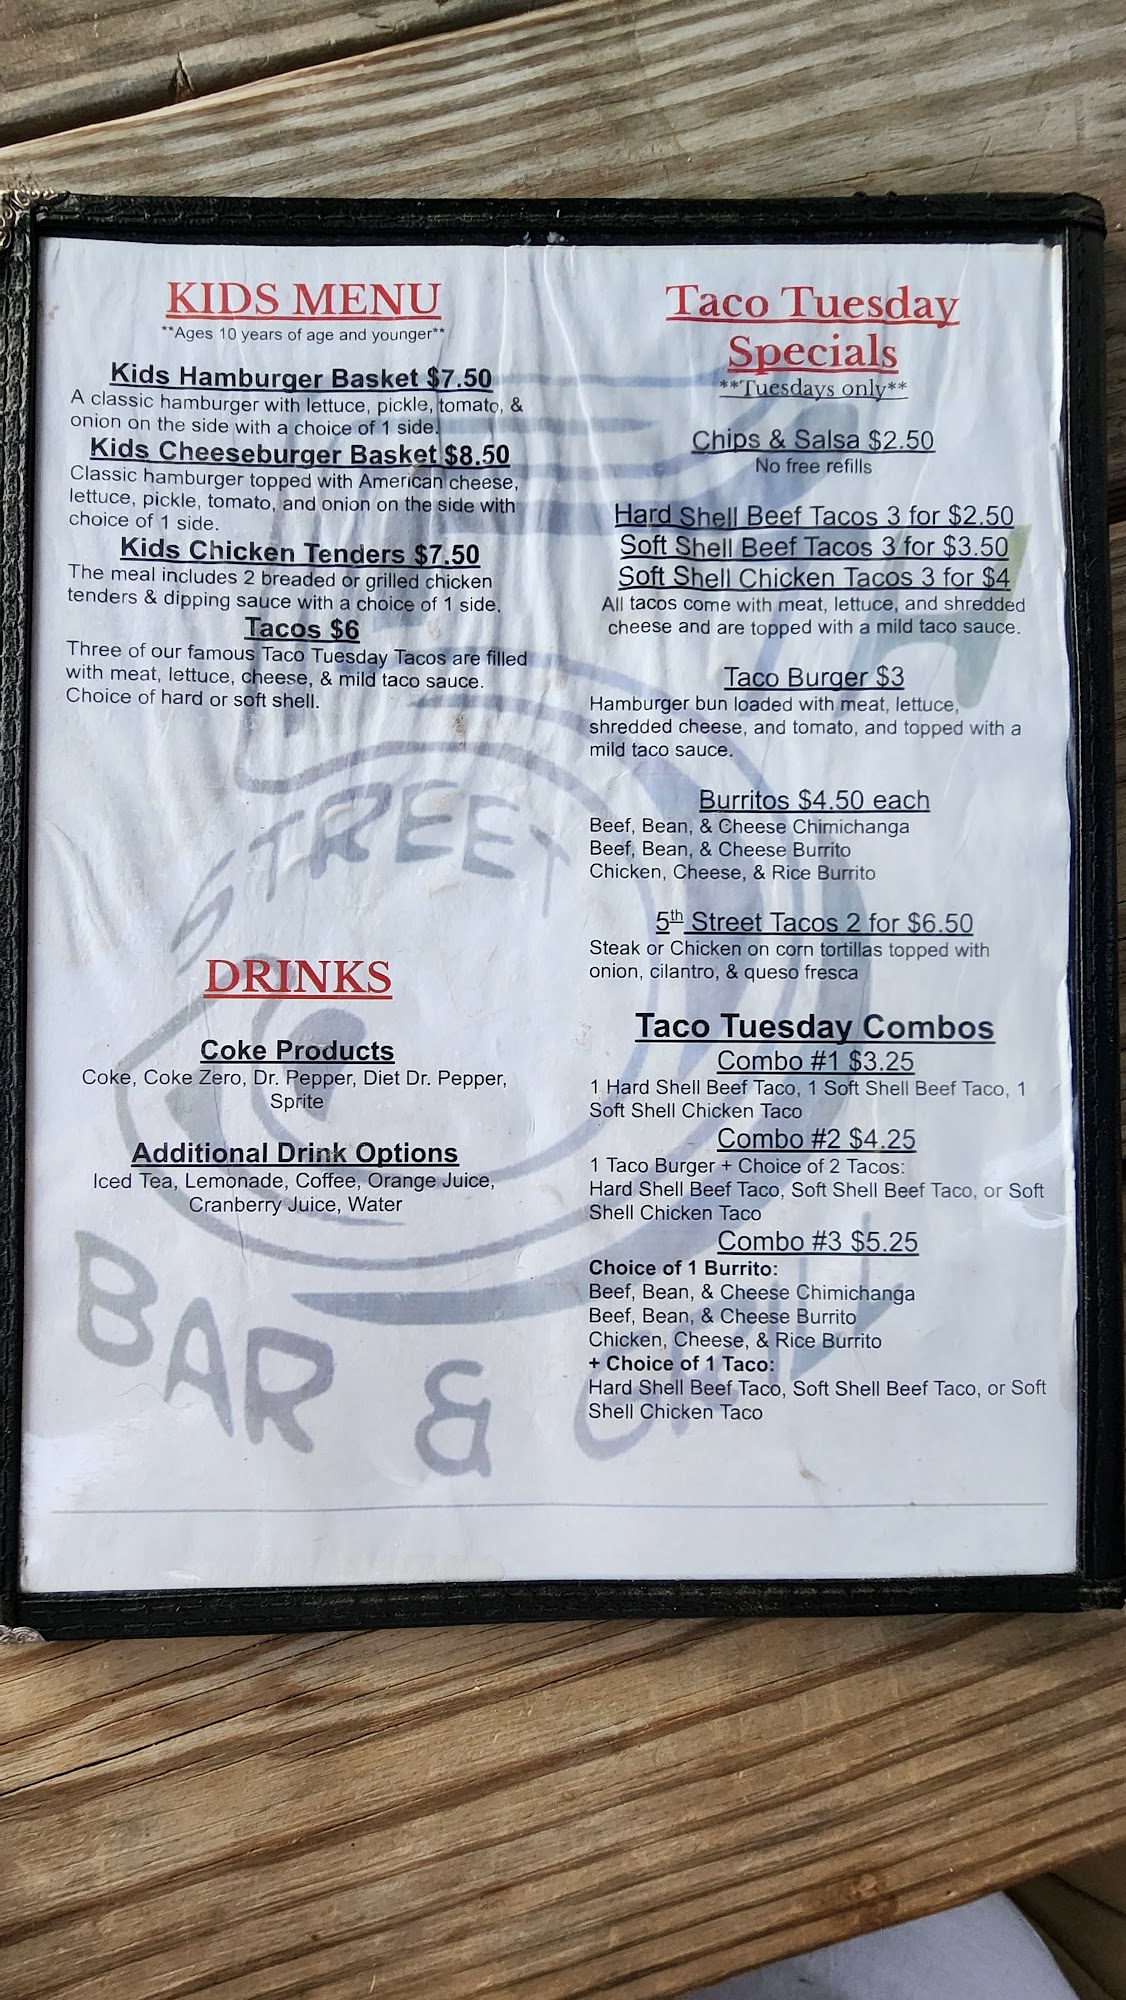 KIDS MENU
**Ages 10 years of age and younger**
Kids Hamburger Basket $7.50
A classic hamburger with lettuce, pickle, tomato, &
onion on the side with a choice of 1 side.
Kids Cheeseburger Basket $8.50
Classic hamburger topped with American cheese,
lettuce, pickle, tomato, and onion on the side with
choice of 1 side.
Kids Chicken Tenders $7.50
The meal includes 2 breaded or grilled chicken
tenders & dipping sauce with a choice of 1 side.
Tacos $6
Three of our famous Taco Tuesday Tacos are filled
with meat, lettuce, cheese, & mild taco sauce.
Choice of hard or soft shell.
DRINKS
Coke Products
Coke, Coke Zero, Dr. Pepper, Diet Dr. Pepper,
Sprite
Additional Drink Options
Iced Tea, Lemonade, Coffee, Orange Juice,
Cranberry Juice, Water
Taco Tuesday
Specials
**Tuesdays only**
Chips & Salsa $2.50
No free refills
Hard Shell Beef Tacos 3 for $2.50
Soft Shell Beef Tacos 3 for $3.50
Soft Shell Chicken Tacos 3 for $4
All tacos come with meat, lettuce, and shredded
cheese and are topped with a mild taco sauce.
Taco Burger $3
Hamburger bun loaded with meat, lettuce,
shredded cheese, and tomato, and topped with a
mild taco sauce.
Burritos $4.50 each
Beef, Bean, & Cheese Chimichanga
Beef, Bean, & Cheese Burrito
Chicken, Cheese, & Rice Burrito
5th Street Tacos 2 for $6.50
Steak or Chicken on corn tortillas topped with
onion, cilantro, & queso fresca
Taco Tuesday Combos
Combo #1 $3.25
1 Hard Shell Beef Taco, 1 Soft Shell Beef Taco, 1
Soft Shell Chicken Taco
Combo #2 $4.25
1 Taco Burger + Choice of 2 Tacos:
Hard Shell Beef Taco, Soft Shell Beef Taco, or Soft
Shell Chicken Taco
Combo #3 $5.25
Choice of 1 Burrito:
Beef, Bean, & Cheese Chimichanga
Beef, Bean, & Cheese Burrito
Chicken, Cheese, & Rice Burrito
+ Choice of 1 Taco:
Hard Shell Beef Taco, Soft Shell Beef Taco, or Soft
Shell Chicken Taco
5TH
STREET
BAR & GRILL